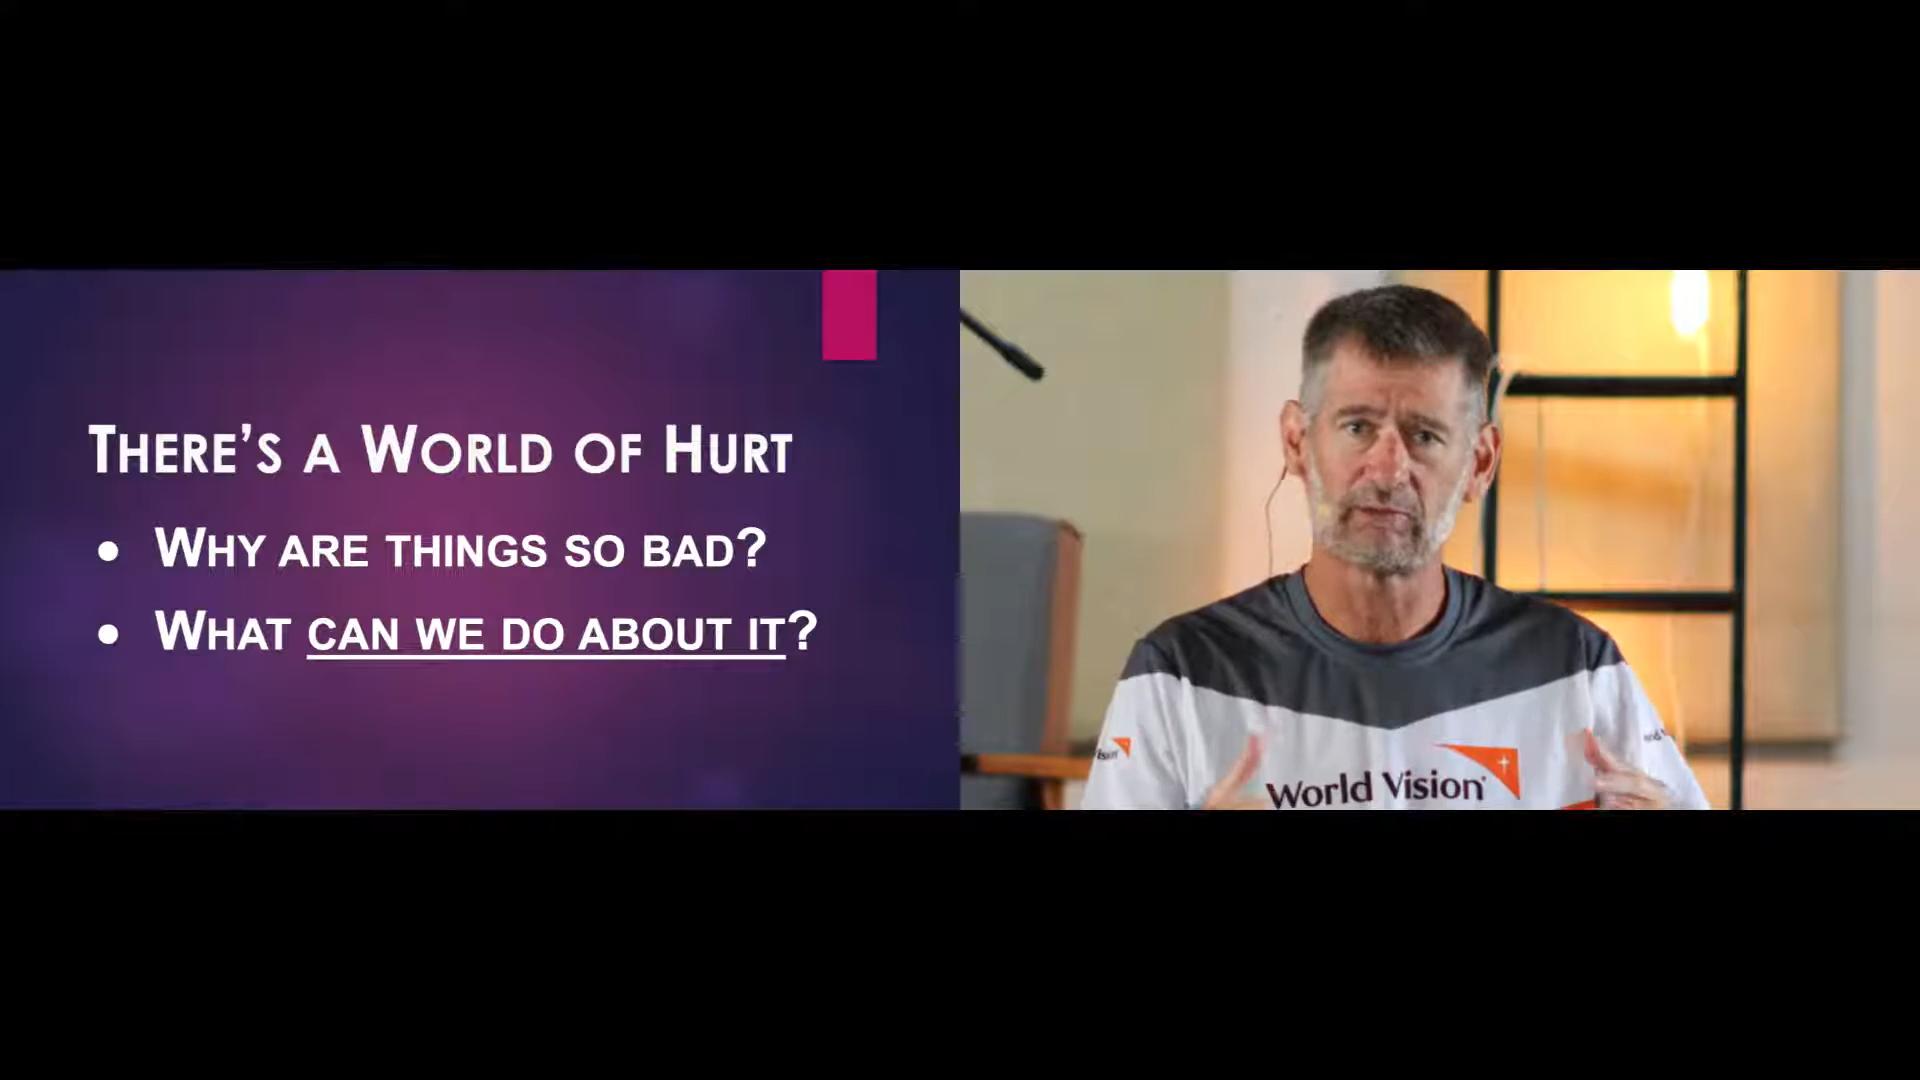 There's a World of Hurt
● Why are things so bad?
● What can we do about it?
World Vision